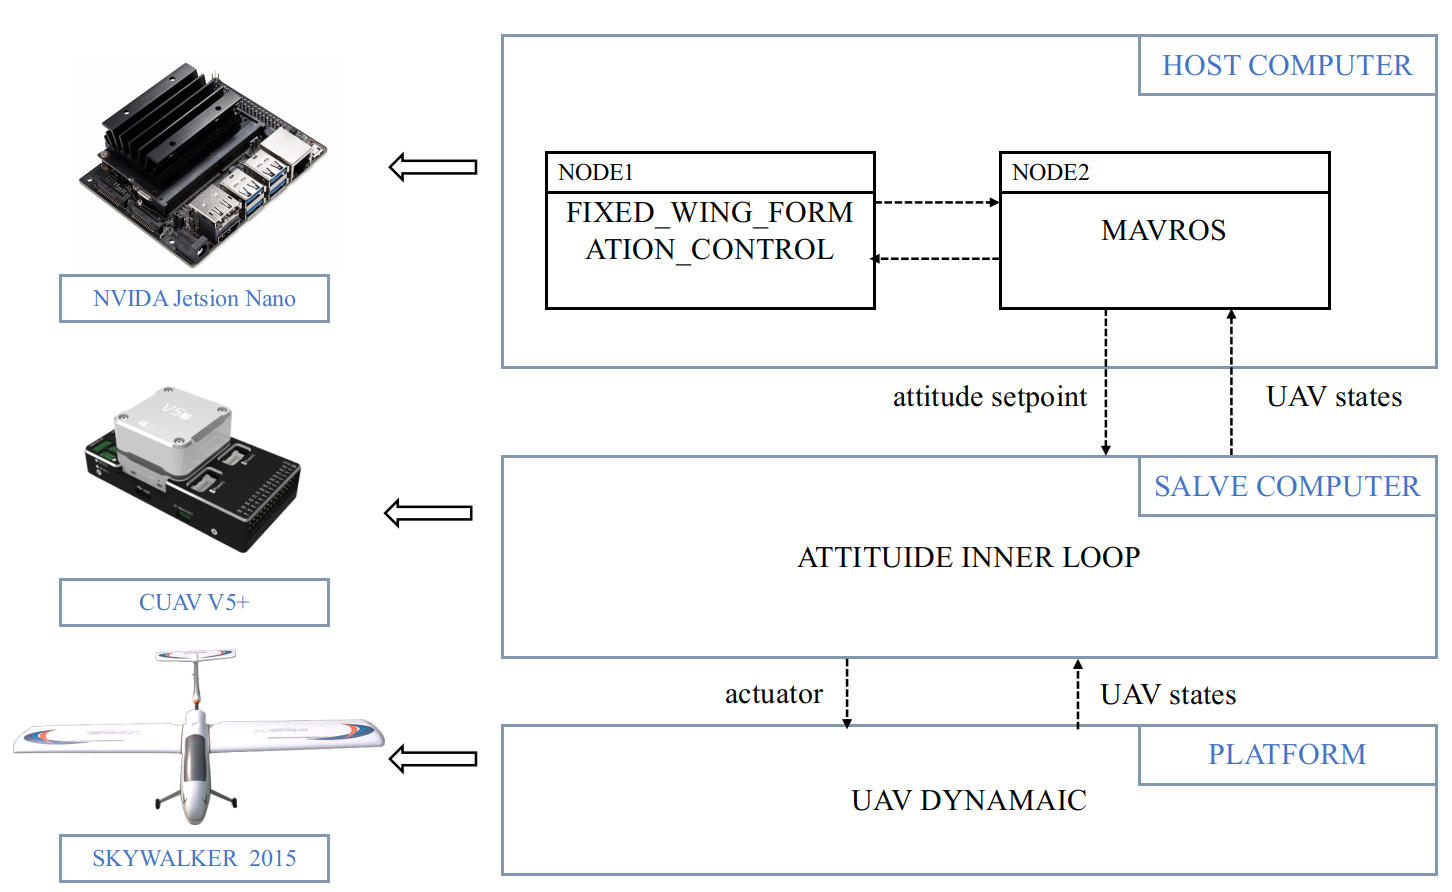 HOST COMPUTER
NODE1
FIXED_WING_FORM
ATION_CONTROL
NODE2
MAVROS
NVIDA Jetsion Nano
attitude setpoint
UAV states
V5+
SALVE COMPUTER
ATTITUIDE INNER LOOP
CUAV V5+
actuator
UAV states
PLATFORM
UAV DYNAMAIC
SKYWALKER 2015